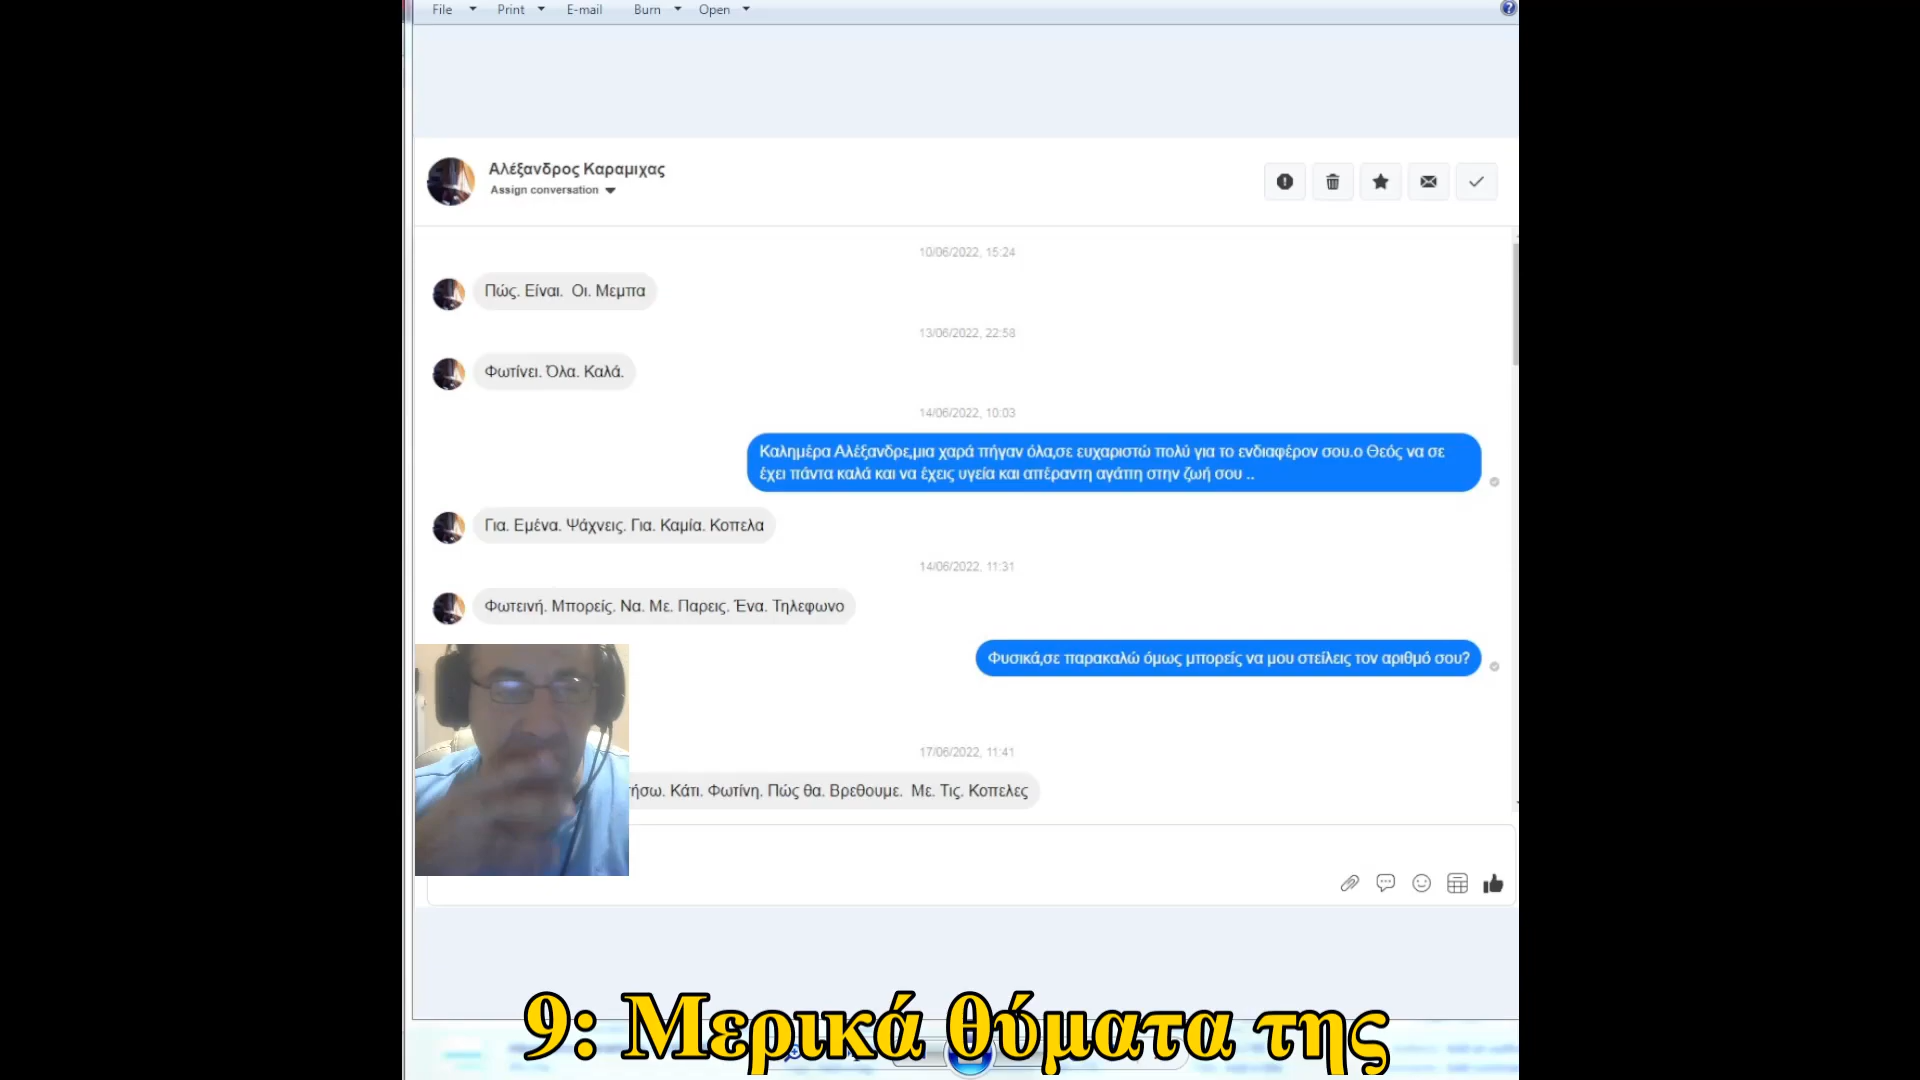 File Print E-mail Burn Open
Αλέξανδρος Καραμιχας
Assign conversation
10/06/2022, 15:24
Πώς. Είναι. Οι. Μεμπα
13/06/2022, 22:58
Φωτίνει. Όλα. Καλά.
14/06/2022, 10:03
Καλημέρα Αλέξανδρε,μια χαρά πήγαν όλα,σε ευχαριστώ πολύ για το ενδιαφέρον σου.ο Θεός να σε
έχει πάντα καλά και να έχεις υγεία και απέραντη αγάπη στην ζωή σου ..
Για. Εμένα. Ψάχνεις. Για. Καμία. Κοπελα
14/06/2022, 11:31
Φωτεινή. Μπορείς. Να. Με. Παρεις. Ένα. Τηλεφωνο
Φυσικά,σε παρακαλώ όμως μπορείς να μου στείλεις τον αριθμό σου?
17/06/2022, 11:41
τήσω. Κάτι. Φωτίνη. Πώς θα. Βρεθουμε. Με. Τις. Κοπελες
9: Μερικά θύματα της